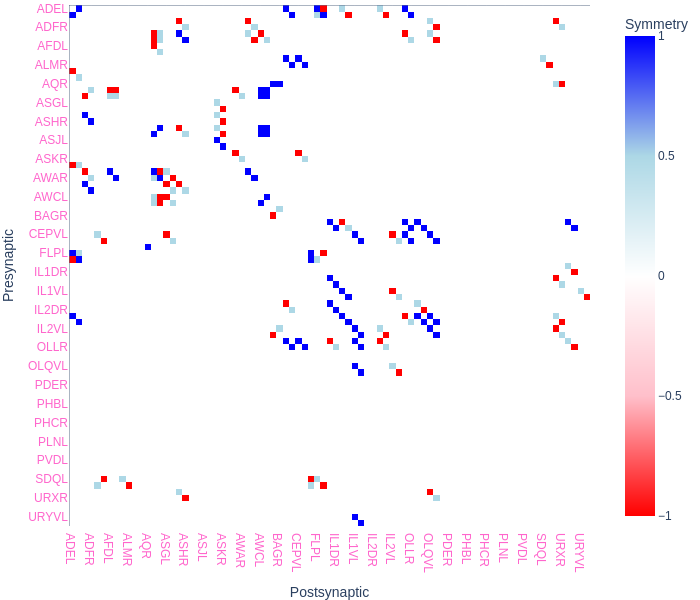 Symmetry
1
0.5
0
−0.5
−1
Presynaptic
ADEL
ADFR
AFDL
ALMR
AQR
ASGL
ASHR
ASJL
ASKR
AWAR
AWCL
BAGR
CEPVL
FLPL
IL1DR
IL1VL
IL2DR
IL2VL
OLLR
OLQVL
PDER
PHBL
PHCR
PLNL
PVDL
SDQL
URXR
URYVL
ADEL
ADFR
AFDL
ALMR
AQR
ASGL
ASHR
ASJL
ASKR
AWAR
AWCL
BAGR
CEPVL
FLPL
IL1DR
IL1VL
IL2DR
IL2VL
OLLR
OLQVL
PDER
PHBL
PHCR
PLNL
PVDL
SDQL
URXR
URYVL
Postsynaptic